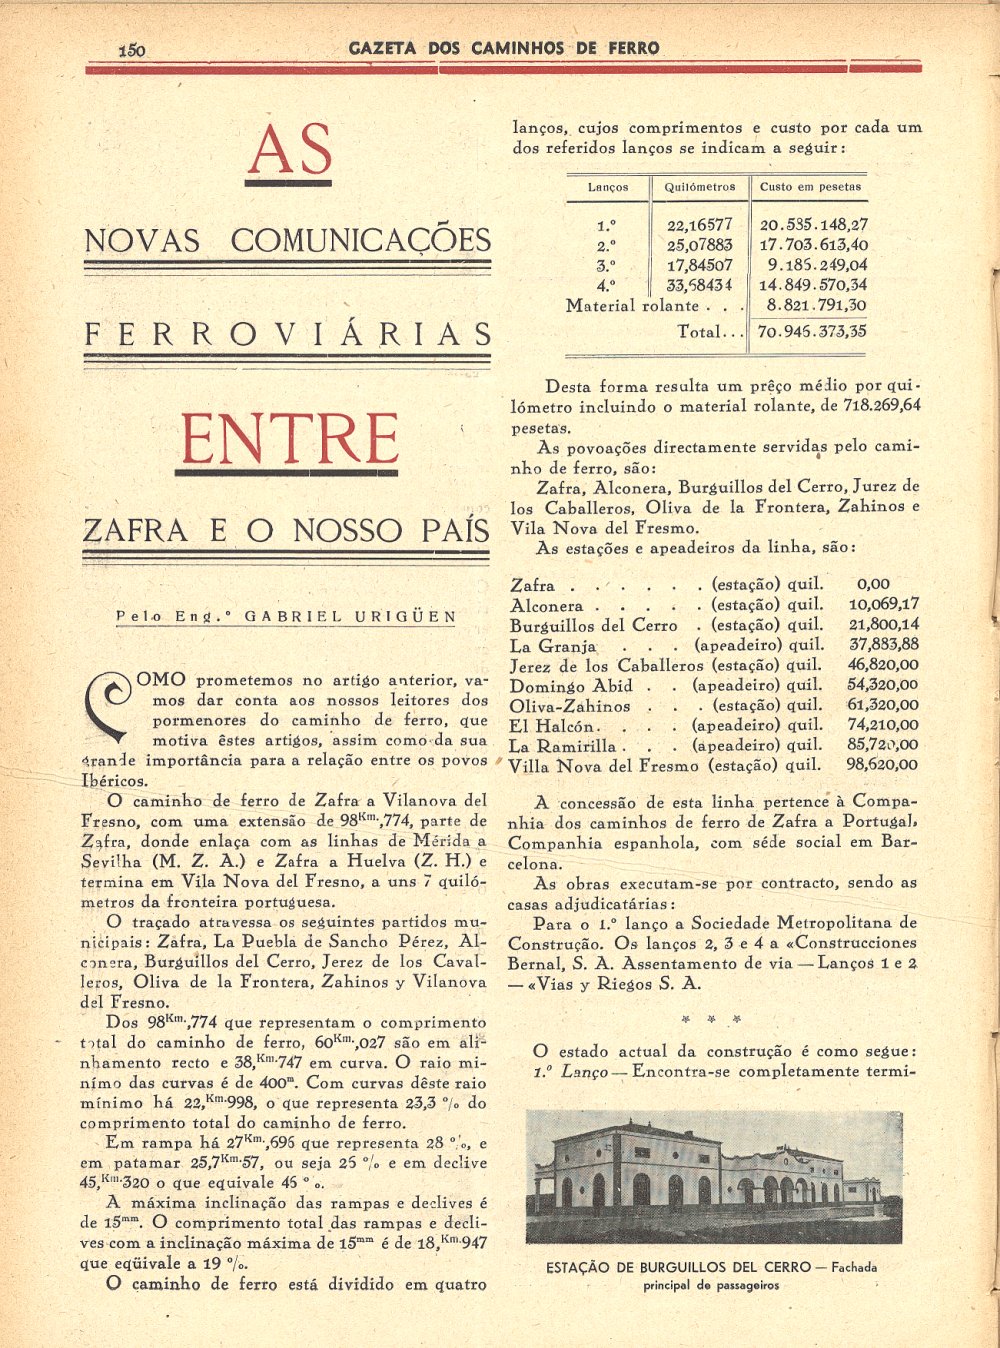 150
GAZETA DOS CAMINHOS DE FERRO
AS
NOVAS COMUNICAÇÕES
FERROVIÁRIAS
ENTRE
ZAFRA E O NOSSO PAÍS
Pelo Eng.º GABRIEL URIGÜEN
COMO prometemos no artigo anterior, va-
mos dar conta aos nossos leitores dos
pormenores do caminho de ferro, que
motiva êstes artigos, assim como da sua
grande importância para a relação entre os povos
Ibéricos.
O caminho de ferro de Zafra a Vilanova del
Fresno, com uma extensão de 98Km.,774, parte de
Zafra, donde enlaça com as linhas de Mérida a
Sevilha (M. Z. A.) e Zafra a Huelva (Z. H.) e
termina em Vila Nova del Fresno, a uns 7 quiló-
metros da fronteira portuguesa.
O traçado atravessa os seguintes partidos mu-
nicipais: Zafra, La Puebla de Sancho Pérez, Al-
conera, Burguillos del Cerro, Jerez de los Caval-
leros, Oliva de la Frontera, Zahinos y Vilanova
del Fresno.
Dos 98Km.,774 que representam o comprimento
total do caminho de ferro, 60Km.,027 são em ali-
nhamento recto e 38,Km.747 em curva. O raio mi-
nímo das curvas é de 400m. Com curvas dêste raio
mínimo há 22,Km.998, o que representa 23,3 % do
comprimento total do caminho de ferro.
Em rampa há 27Km.,696 que representa 28 %, e
em patamar 25,7Km.57, ou seja 25 % e em declive
45,Km.320 o que equivale 46 %.
A máxima inclinação das rampas e declives é
de 15mm. O comprimento total das rampas e decli-
ves com a inclinação máxima de 15mm é de 18,Km.947
que eqüivale a 19 %.
O caminho de ferro está dividido em quatro
lanços, cujos comprimentos e custo por cada um
dos referidos lanços se indicam a seguir:
Lanços Quilómetros Custo em pesetas
1.º 22,16577 20.535.148,27
2.º 25,07883 17.703.613,40
3.º 17,84507 9.185.249,04
4.º 33,68434 14.849.570,34
Material rolante . . . 8.821.791,30
Total... 70.945.373,35
Desta forma resulta um prêço médio por qui-
lómetro incluindo o material rolante, de 718.269,64
pesetas.
As povoações directamente servidas pelo cami-
nho de ferro, são:
Zafra, Alconera, Burguillos del Cerro, Jurez de
los Caballeros, Oliva de la Frontera, Zahinos e
Vila Nova del Fresmo.
As estações e apeadeiros da linha, são:
Zafra . . . . . . (estação) quil. 0,00
Alconera . . . . . (estação) quil. 10,069,17
Burguillos del Cerro . (estação) quil. 21,800,14
La Granja . . . (apeadeiro) quil. 37,883,88
Jerez de los Caballeros (estação) quil. 46,820,00
Domingo Abid . . (apeadeiro) quil. 54,320,00
Oliva-Zahinos . . . (estação) quil. 61,320,00
El Halcón. . . . (apeadeiro) quil. 74,210,00
La Ramirilla . . . (apeadeiro) quil. 85,720,00
Villa Nova del Fresmo (estação) quil. 98,620,00
A concessão de esta linha pertence à Compa-
nhia dos caminhos de ferro de Zafra a Portugal,
Companhia espanhola, com séde social em Bar-
celona.
As obras executam-se por contracto, sendo as
casas adjudicatárias:
Para o 1.º lanço a Sociedade Metropolitana de
Construção. Os lanços 2, 3 e 4 a «Construcciones
Bernal, S. A. Assentamento de via — Lanços 1 e 2
— «Vias y Riegos S. A.
* * *
O estado actual da construção é como segue:
1.º Lanço — Encontra-se completamente termi-
ESTAÇÃO DE BURGUILLOS DEL CERRO — Fachada
principal de passageiros